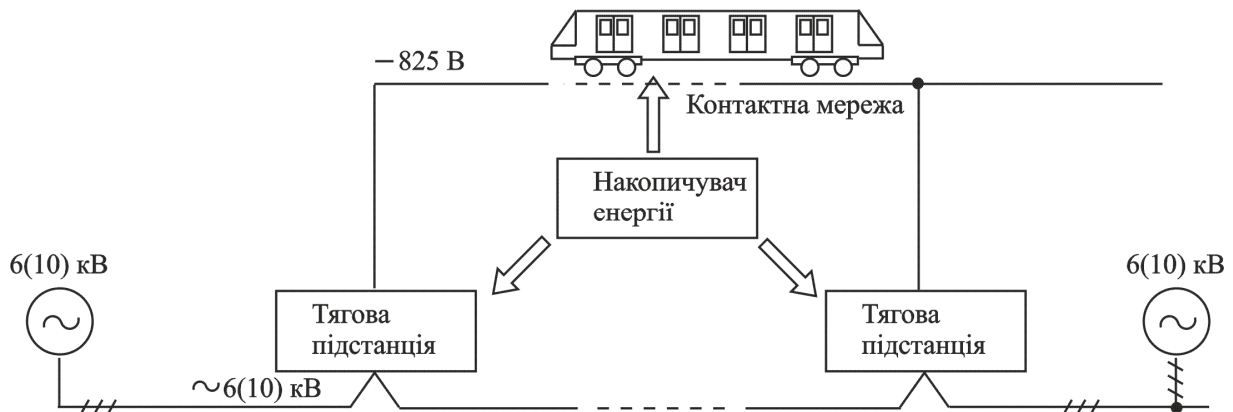 – 825 В
Контактна мережа
Накопичувач
енергії
6(10) кВ
6(10) кВ
Тягова
підстанція
Тягова
підстанція
~6(10) кВ